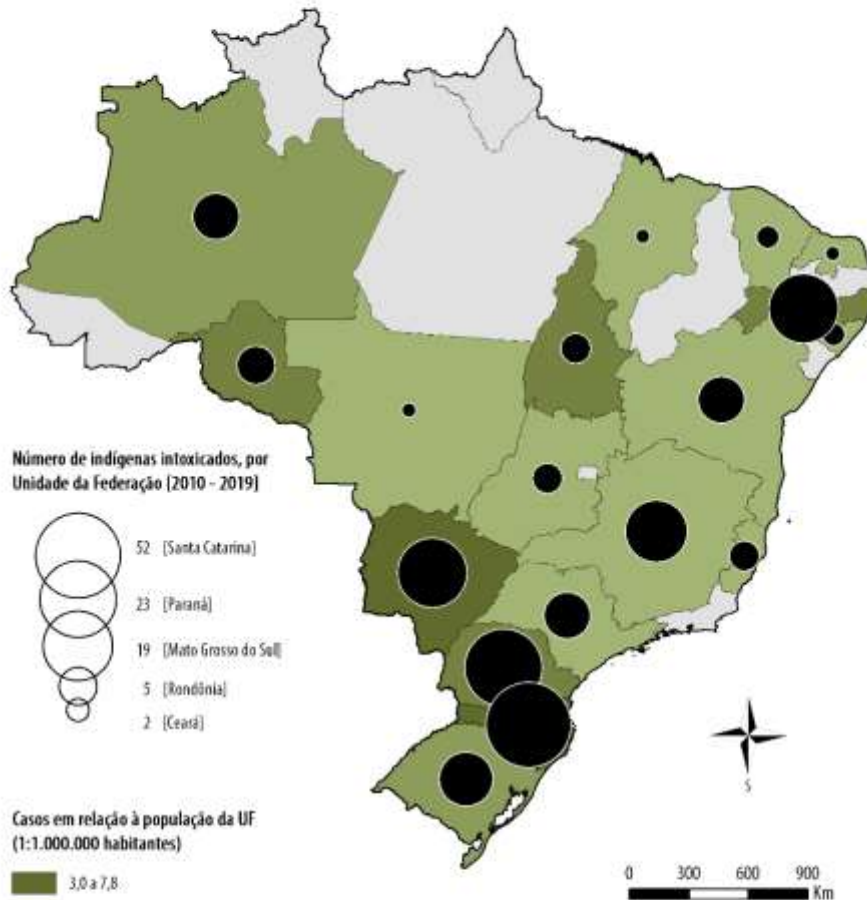 Número de indígenas intoxicados, por
Unidade da Federação [2010 - 2019]
52 [Santa Catarina]
23 [Paraná]
19 [Mato Grosso do Sul]
5 [Rondônia]
2 [Ceará]
S
Casos em relação à população da UF
(1:1.000.000 habitantes)
3,0 a 7,8
0 300 600 900
Km